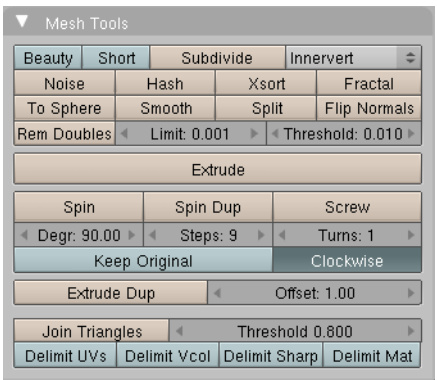 Mesh Tools
Beauty Short Subdivide Innervert
Noise Hash Xsort Fractal
To Sphere Smooth Split Flip Normals
Rem Doubles Limit: 0.001 Threshold: 0.010
Extrude
Spin Spin Dup Screw
Degr: 90.00 Steps: 9 Turns: 1
Keep Original Clockwise
Extrude Dup Offset: 1.00
Join Triangles Threshold 0.800
Delimit UVs Delimit Vcol Delimit Sharp Delimit Mat